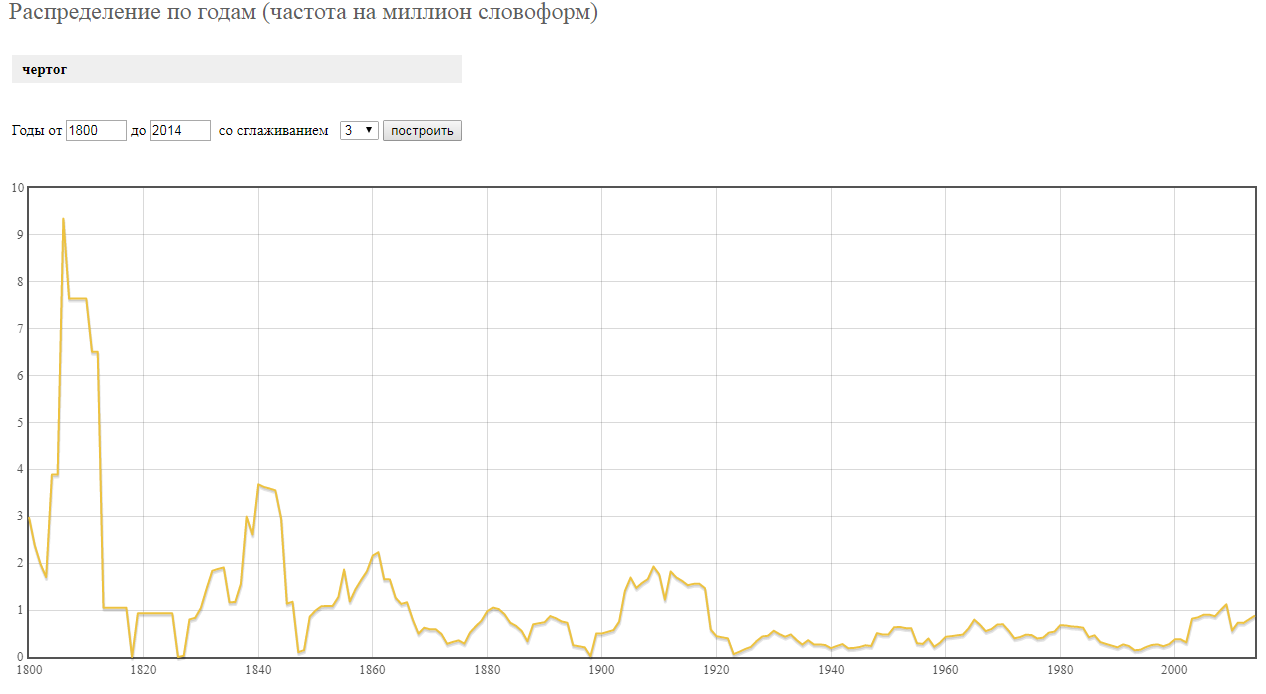 Распределение по годам (частота на миллион словоформ)
чертог
Годы от 1800 до 2014 со сглаживанием 3 построить
10
9
8
7
6
5
4
3
2
1
0
1800 1820 1840 1860 1880 1900 1920 1940 1960 1980 2000